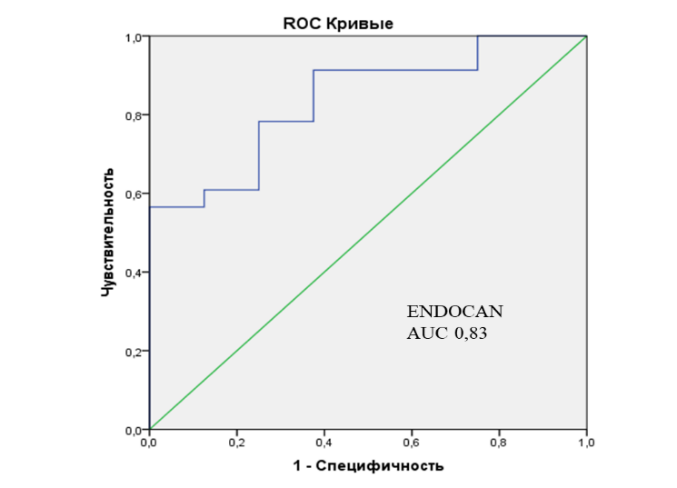 ROC Кривые
1,0
0,8
0,6
0,4
0,2
0,0
Чувствительность
ENDOCAN
AUC 0,83
0,0 0,2 0,4 0,6 0,8 1,0
1 - Специфичность